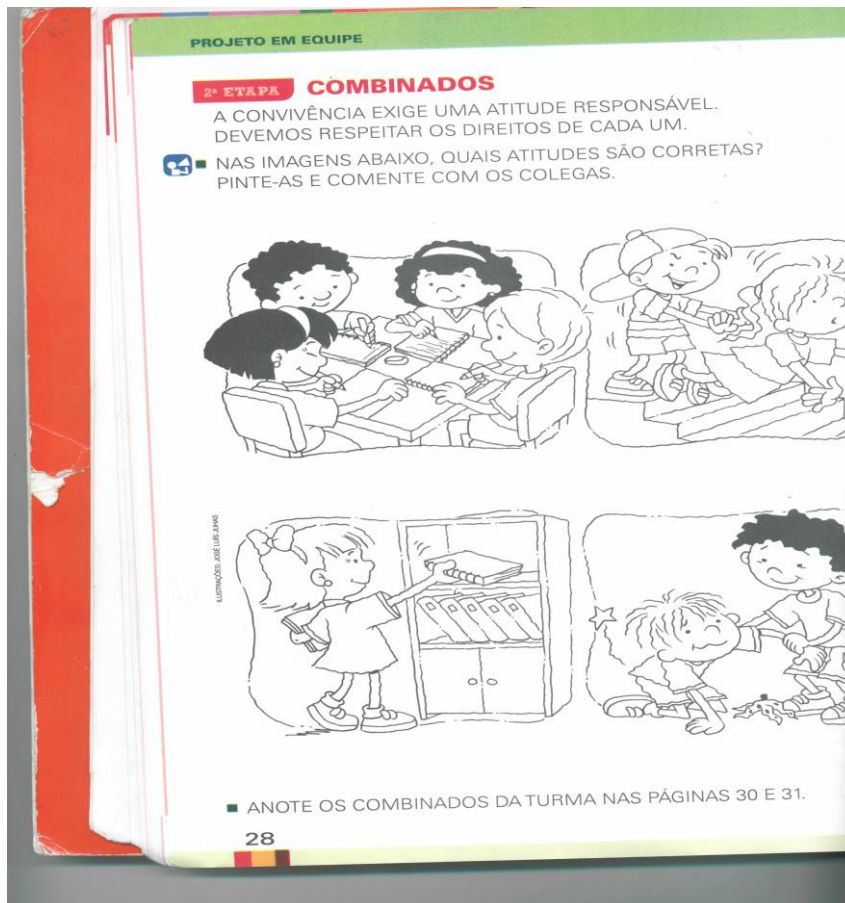 PROJETO EM EQUIPE
2ª ETAPA COMBINADOS
A CONVIVÊNCIA EXIGE UMA ATITUDE RESPONSÁVEL.
DEVEMOS RESPEITAR OS DIREITOS DE CADA UM.
NAS IMAGENS ABAIXO, QUAIS ATITUDES SÃO CORRETAS?
PINTE-AS E COMENTE COM OS COLEGAS.
ILUSTRAÇÕES: JOSÉ LUÍS JUHAS
ANOTE OS COMBINADOS DA TURMA NAS PÁGINAS 30 E 31.
28